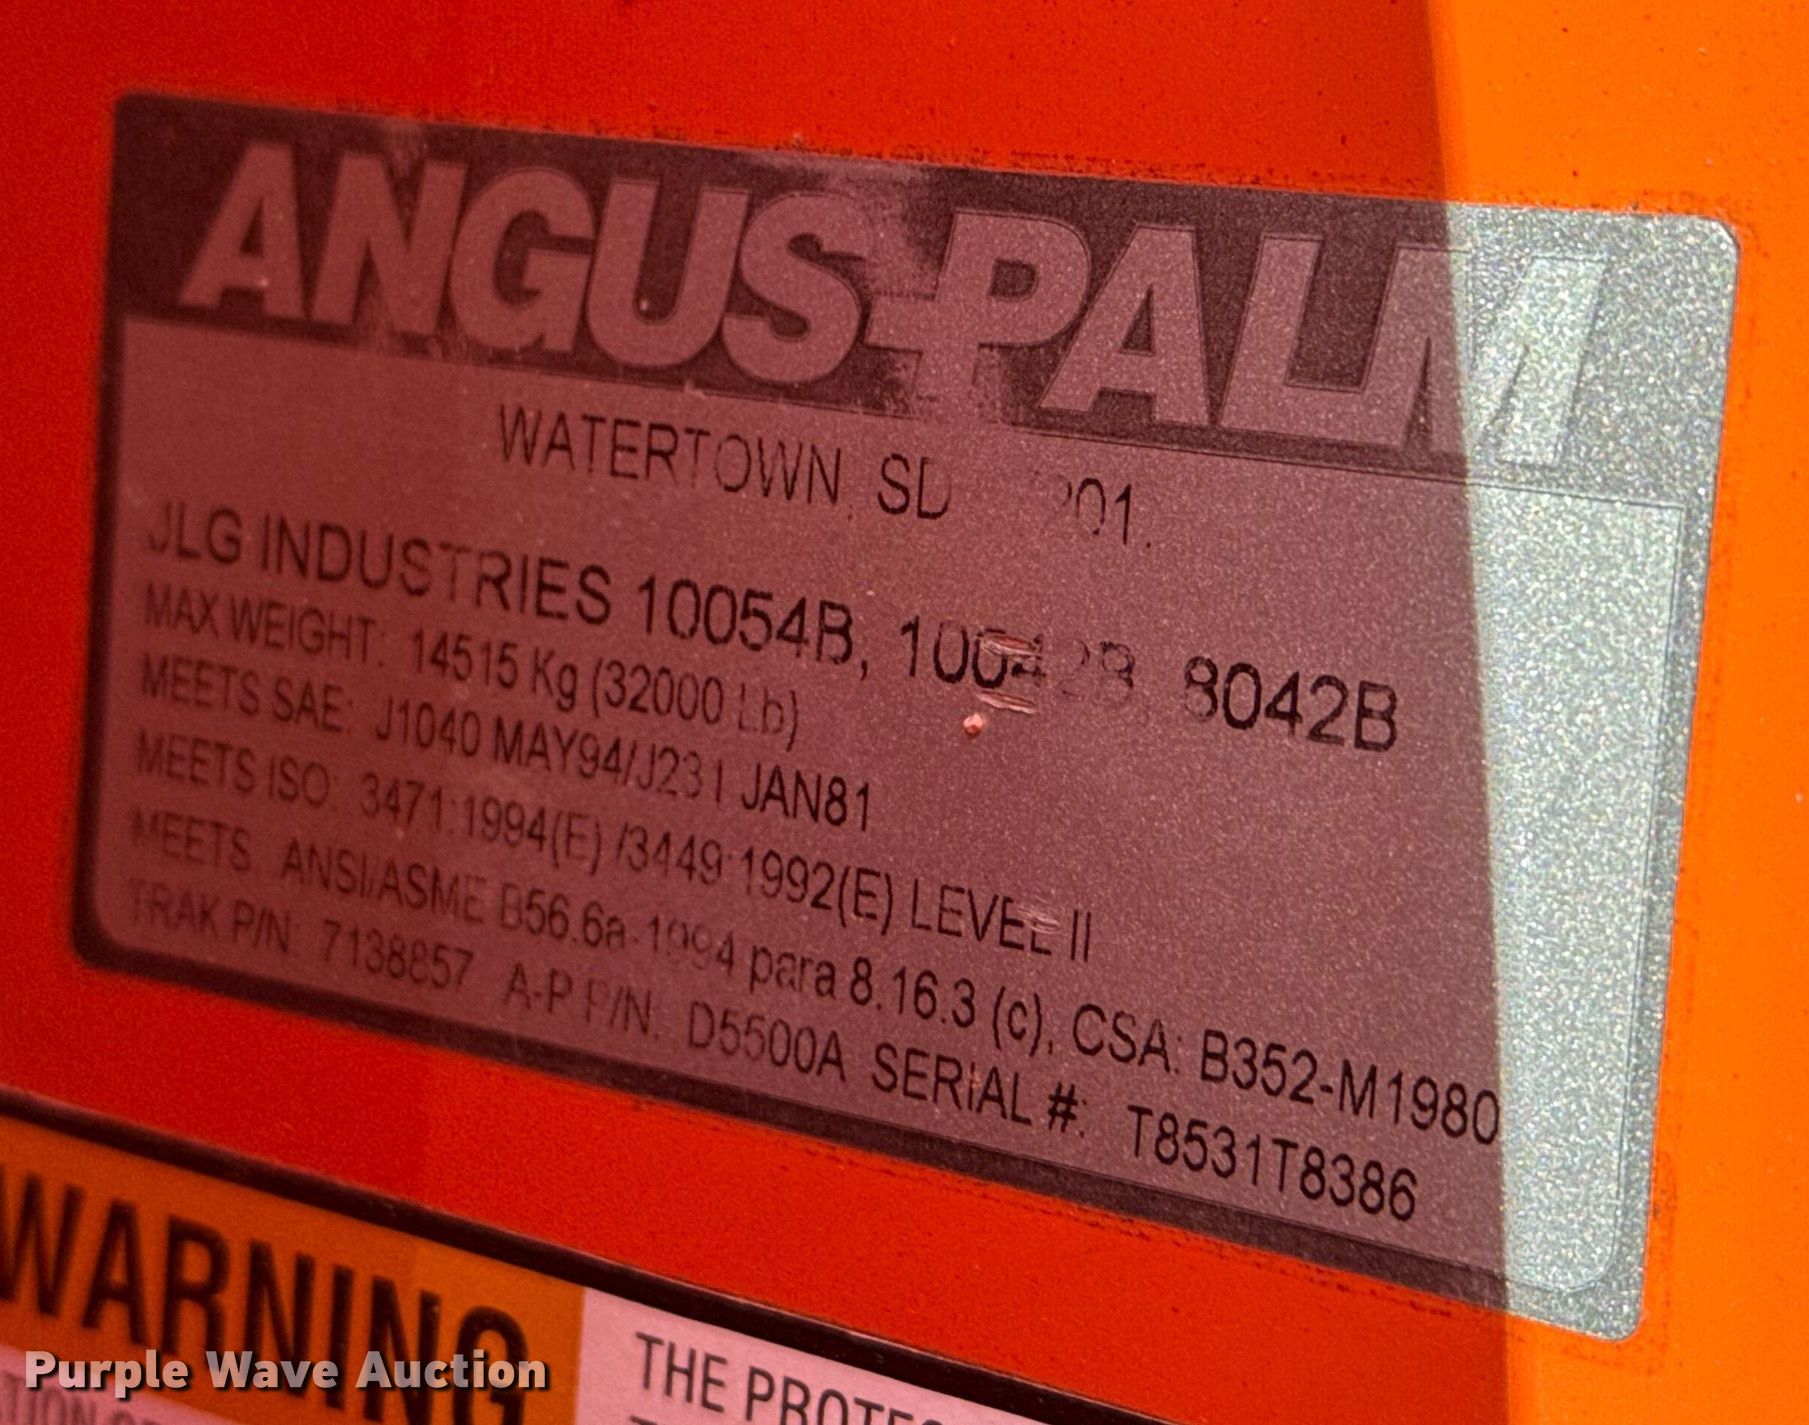 ANGUS-PALM
WATERTOWN, SD
JLG INDUSTRIES 10054B, 10042B, 8042B
MAX WEIGHT: 14515 Kg (32000 Lb)
MEETS SAE: J1040 MAY94/J231 JAN81
MEETS ISO: 3471:1994(E) /3449:1992(E) LEVEL II
MEETS: ANSI/ASME B56.6a-1994 para 8.16.3 (c), CSA: B352-M1980
TRAK P/N: 7138857 A-P P/N: D5500A SERIAL #: T8531T8386
WARNING
THE
Purple Wave Auction